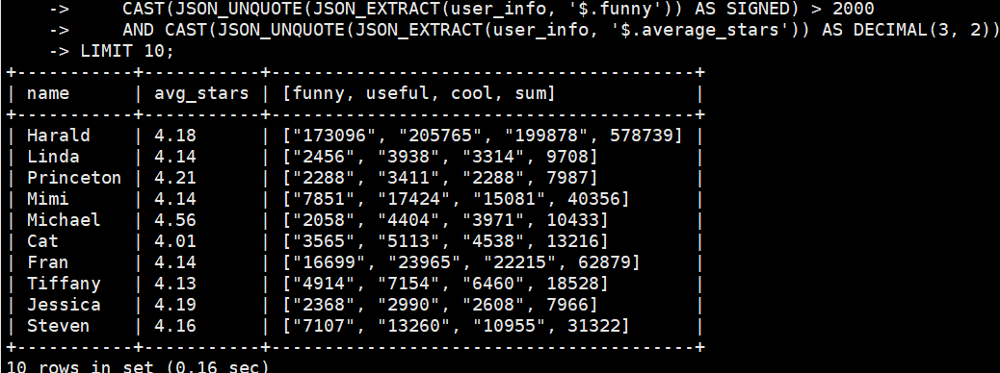 ->     CAST(JSON_UNQUOTE(JSON_EXTRACT(user_info, '$.funny')) AS SIGNED) > 2000
    ->     AND CAST(JSON_UNQUOTE(JSON_EXTRACT(user_info, '$.average_stars')) AS DECIMAL(3, 2))
    -> LIMIT 10;
+-----------+-----------+----------------------------------------+
| name      | avg_stars | [funny, useful, cool, sum]             |
+-----------+-----------+----------------------------------------+
| Harald    | 4.18      | ["173096", "205765", "199878", 578739] |
| Linda     | 4.14      | ["2456", "3938", "3314", 9708]         |
| Princeton | 4.21      | ["2288", "3411", "2288", 7987]         |
| Mimi      | 4.14      | ["7851", "17424", "15081", 40356]      |
| Michael   | 4.56      | ["2058", "4404", "3971", 10433]        |
| Cat       | 4.01      | ["3565", "5113", "4538", 13216]        |
| Fran      | 4.14      | ["16699", "23965", "22215", 62879]     |
| Tiffany   | 4.13      | ["4914", "7154", "6460", 18528]        |
| Jessica   | 4.19      | ["2368", "2990", "2608", 7966]         |
| Steven    | 4.16      | ["7107", "13260", "10955", 31322]      |
+-----------+-----------+----------------------------------------+
10 rows in set (0.16 sec)